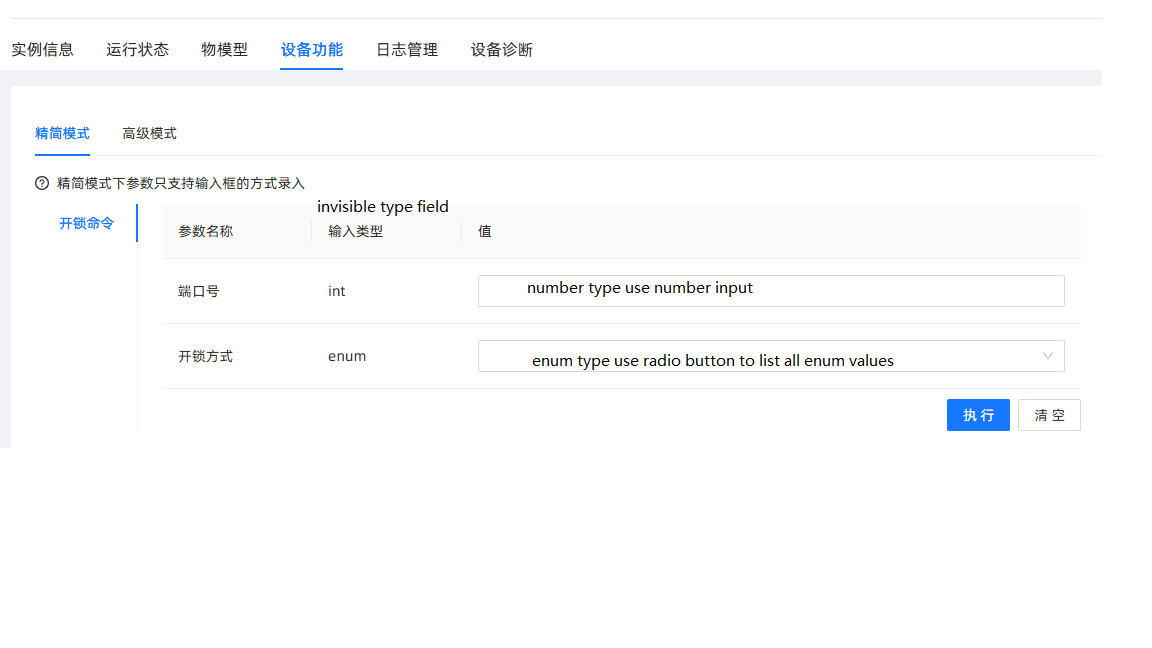 实例信息 运行状态 物模型 设备功能 日志管理 设备诊断
精简模式 高级模式
精简模式下参数只支持输入框的方式录入
开锁命令
invisible type field
参数名称 输入类型 值
端口号 int number type use number input
开锁方式 enum enum type use radio button to list all enum values
执 行 清 空